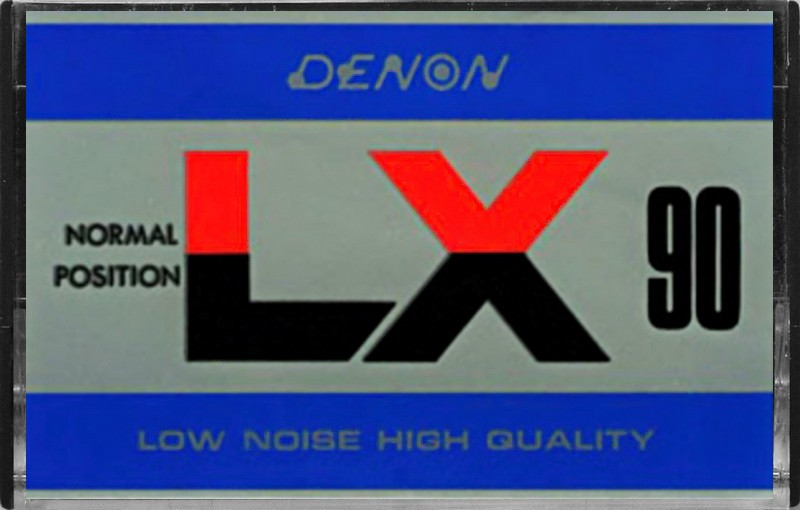 DENON
NORMAL
POSITION
LX
90
LOW NOISE HIGH QUALITY